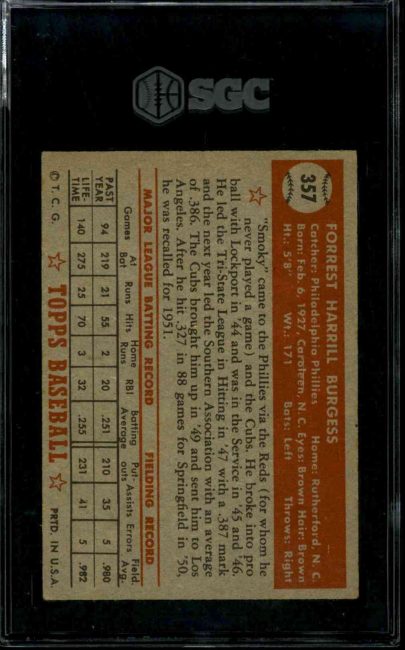 SGC
357
FORREST HARRILL BURGESS
Catcher: Philadelphia Phillies Home: Rutherford, N. C.
Born: Feb. 6, 1927, Caroleen, N. C. Eyes: Brown Hair: Brown
Ht.: 5'8" Wt.: 171 Bats: Left Throws: Right
"Smoky" came to the Phillies via the Reds (for whom he
never played a game) and the Cubs. He broke into pro
ball with Lockport in '44 and was in the Service in '45 and '46.
He led the Tri-State League in Hitting in '47 with a .387 mark
and the next year led the Southern Association with an average
of .386. The Cubs brought him up in '49 and sent him to Los
Angeles. After he hit .327 in 88 games for Springfield in '50,
he was recalled for 1951.
MAJOR LEAGUE BATTING RECORD FIELDING RECORD
Games At Bat Runs Hits Home Runs RBI Batting Average Put-outs Assists Errors Field. Avg.
PAST YEAR 94 219 21 55 2 20 .251 210 35 5 .980
LIFE-TIME 140 275 25 70 3 32 .255 231 41 5 .982
© T. C. G. TOPPS BASEBALL PRTD. IN U.S.A.